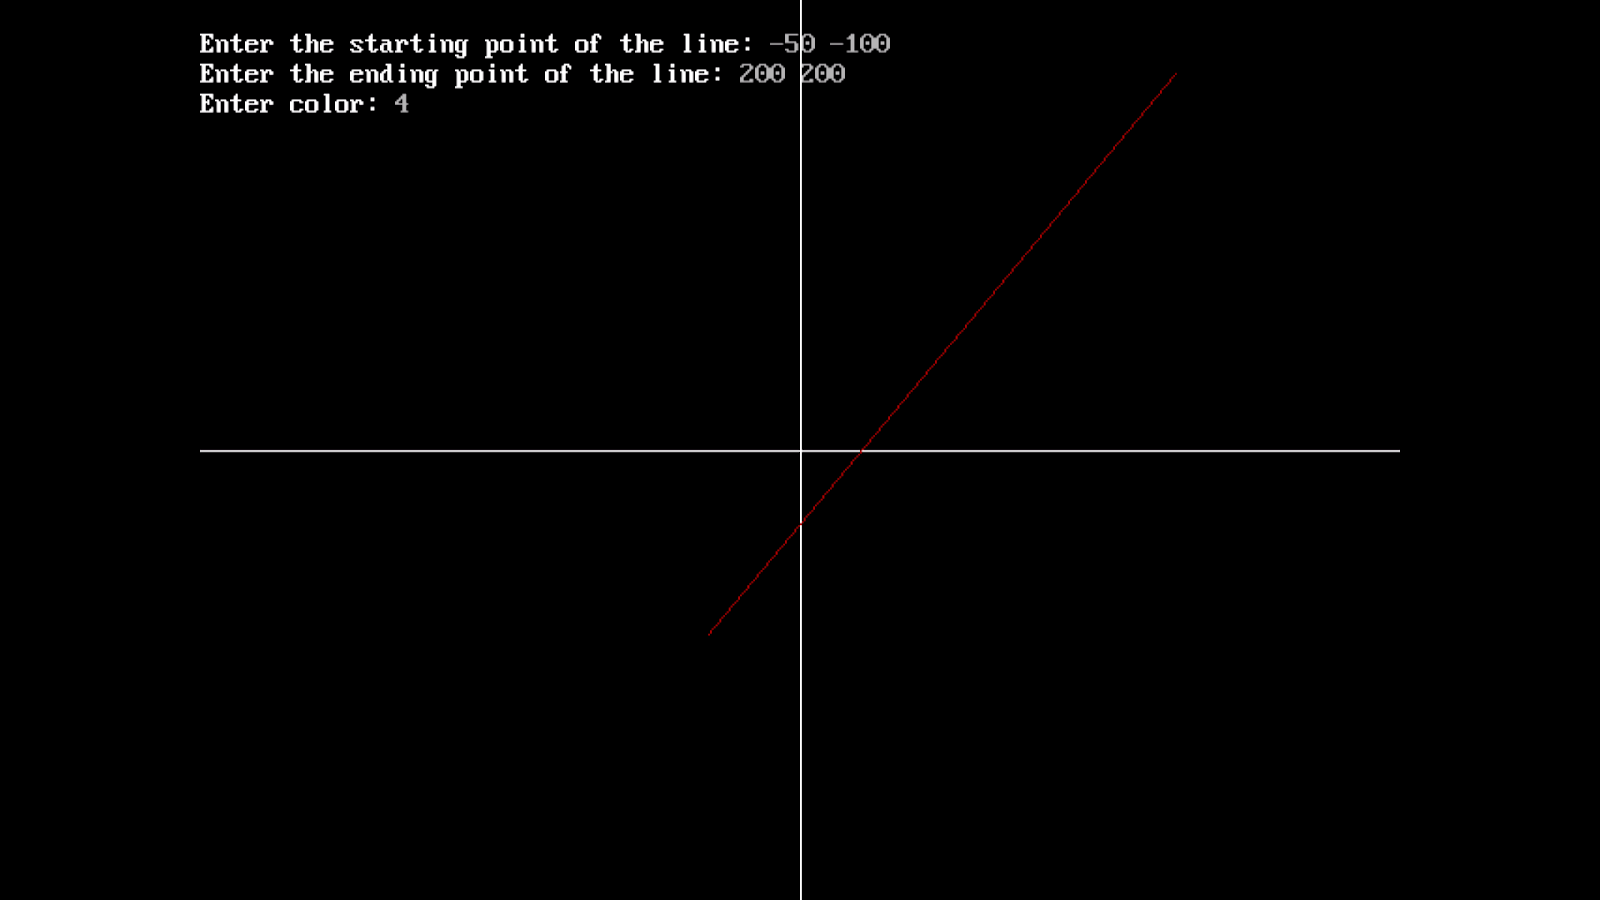 Enter the starting point of the line: -50 -100
Enter the ending point of the line: 200 200
Enter color: 4